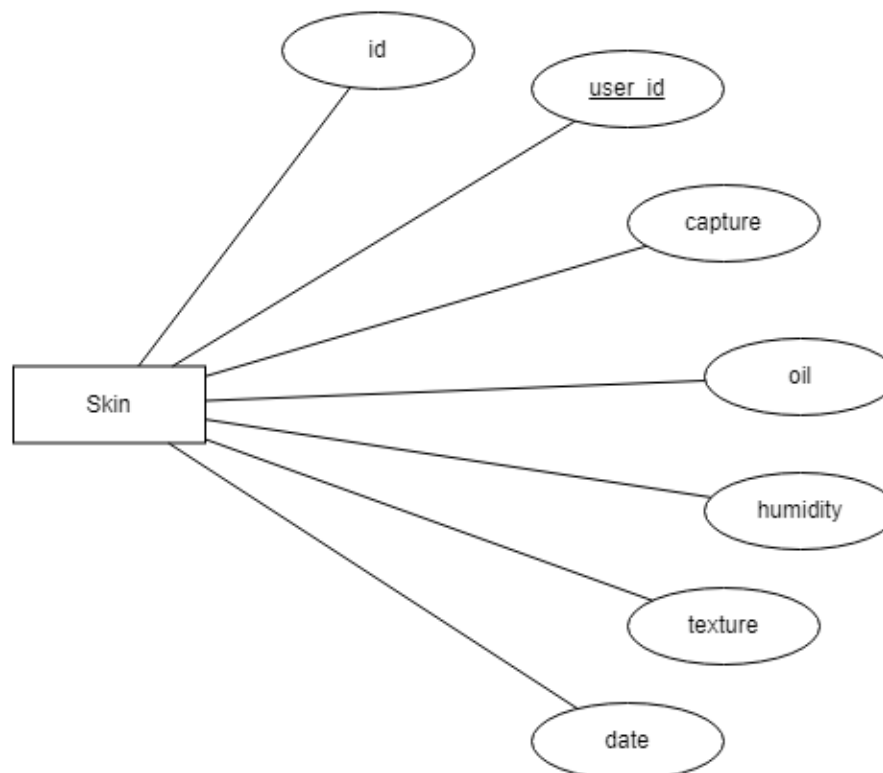 id
user_id
capture
oil
Skin
humidity
texture
date